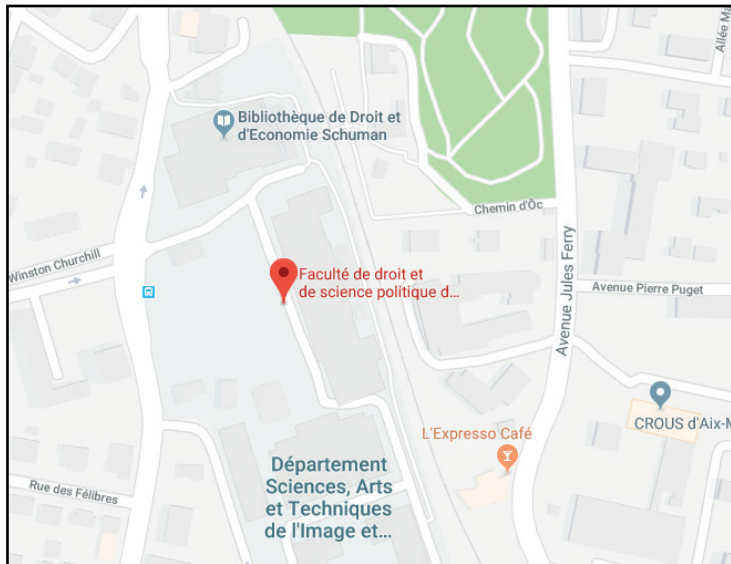 Allée Ma
Bibliothèque de Droit et
d'Economie Schuman
Chemin d'Òc
Winston Churchill
Faculté de droit et
de science politique d...
Avenue Jules Ferry
Avenue Pierre Puget
CROUS d'Aix-M
L'Expresso Café
Département
Sciences, Arts
et Techniques
de l'Image et...
Rue des Félibres